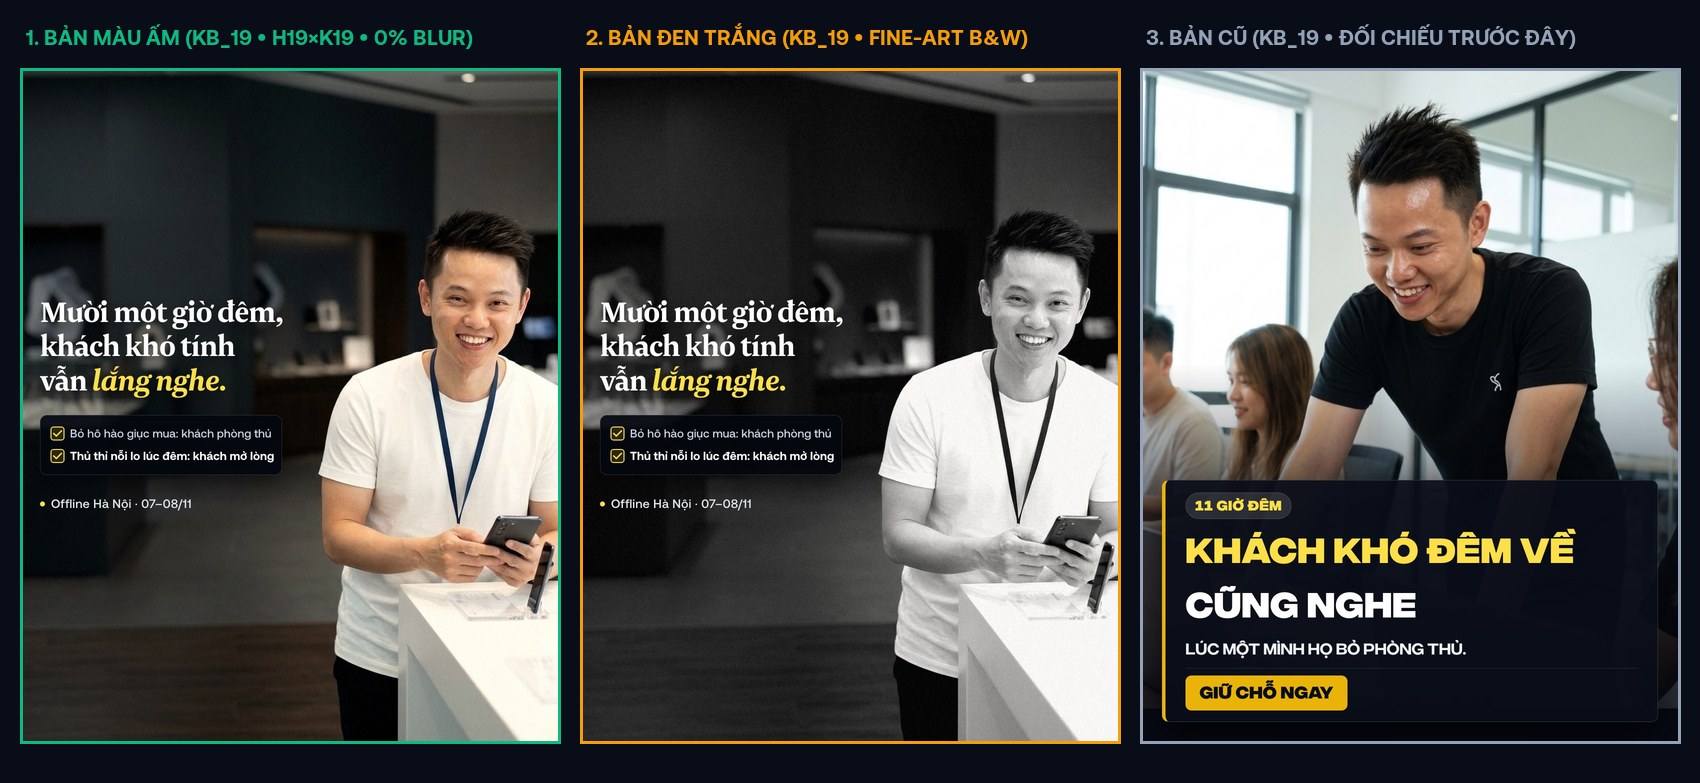 1. BẢN MÀU ẤM (KB_19 • H19×K19 • 0% BLUR)
Mười một giờ đêm,
khách khó tính
vẫn lắng nghe.
Bỏ hô hào giục mua: khách phòng thủ
Thủ thỉ nỗi lo lúc đêm: khách mở lòng
Offline Hà Nội · 07–08/11
2. BẢN ĐEN TRẮNG (KB_19 • FINE-ART B&W)
Mười một giờ đêm,
khách khó tính
vẫn lắng nghe.
Bỏ hô hào giục mua: khách phòng thủ
Thủ thỉ nỗi lo lúc đêm: khách mở lòng
Offline Hà Nội · 07–08/11
3. BẢN CŨ (KB_19 • ĐỐI CHIẾU TRƯỚC ĐÂY)
11 GIỜ ĐÊM
KHÁCH KHÓ ĐÊM VỀ
CŨNG NGHE
LÚC MỘT MÌNH HỌ BỎ PHÒNG THỦ.
GIỮ CHỖ NGAY